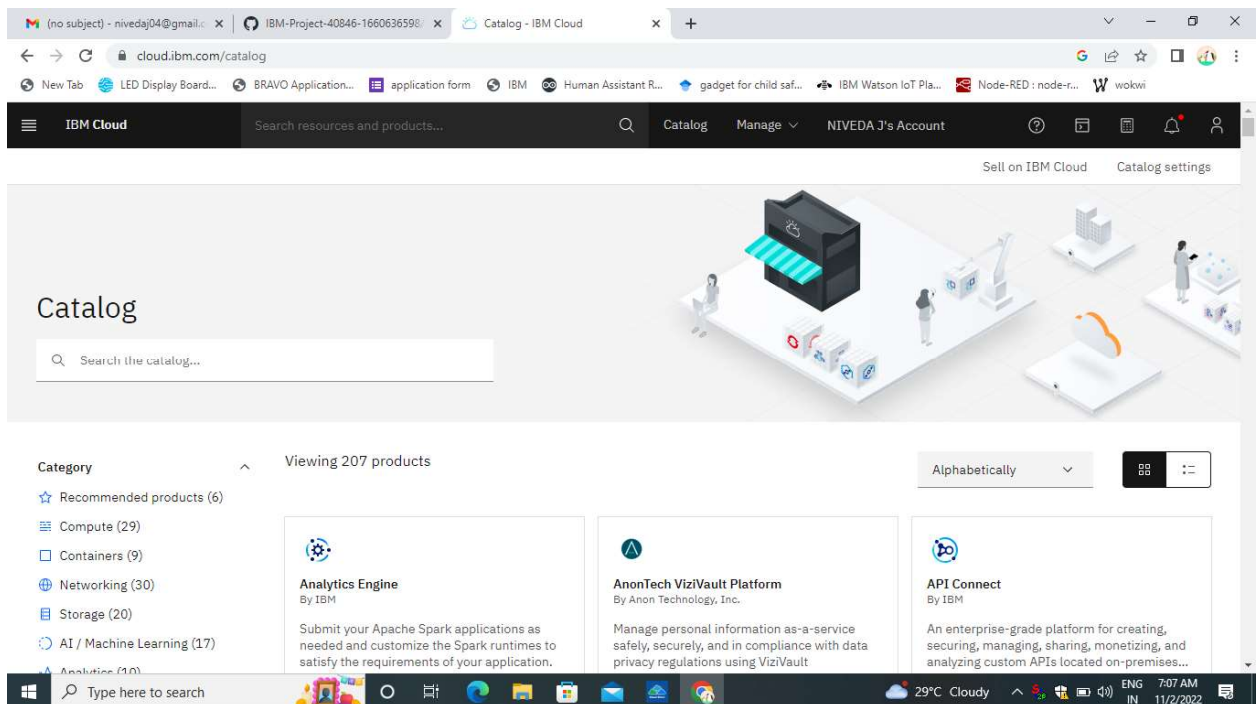 (no subject) - nivedaj04@gmail.c
IBM-Project-40846-1660636598/
Catalog - IBM Cloud
cloud.ibm.com/catalog
New Tab
LED Display Board...
BRAVO Application...
application form
IBM
Human Assistant R...
gadget for child saf...
IBM Watson IoT Pla...
Node-RED : node-r...
wokwi
IBM Cloud
Search resources and products...
Catalog
Manage
NIVEDA J's Account
Sell on IBM Cloud
Catalog settings
Catalog
Search the catalog...
Category
Recommended products (6)
Compute (29)
Containers (9)
Networking (30)
Storage (20)
AI / Machine Learning (17)
Analytics (10)
Viewing 207 products
Alphabetically
Analytics Engine
By IBM
Submit your Apache Spark applications as
needed and customize the Spark runtimes to
satisfy the requirements of your application.
AnonTech ViziVault Platform
By Anon Technology, Inc.
Manage personal information as-a-service
safely, securely, and in compliance with data
privacy regulations using ViziVault
API Connect
By IBM
An enterprise-grade platform for creating,
securing, managing, sharing, monetizing, and
analyzing custom APIs located on-premises...
Type here to search
29°C Cloudy
ENG
IN
7:07 AM
11/2/2022